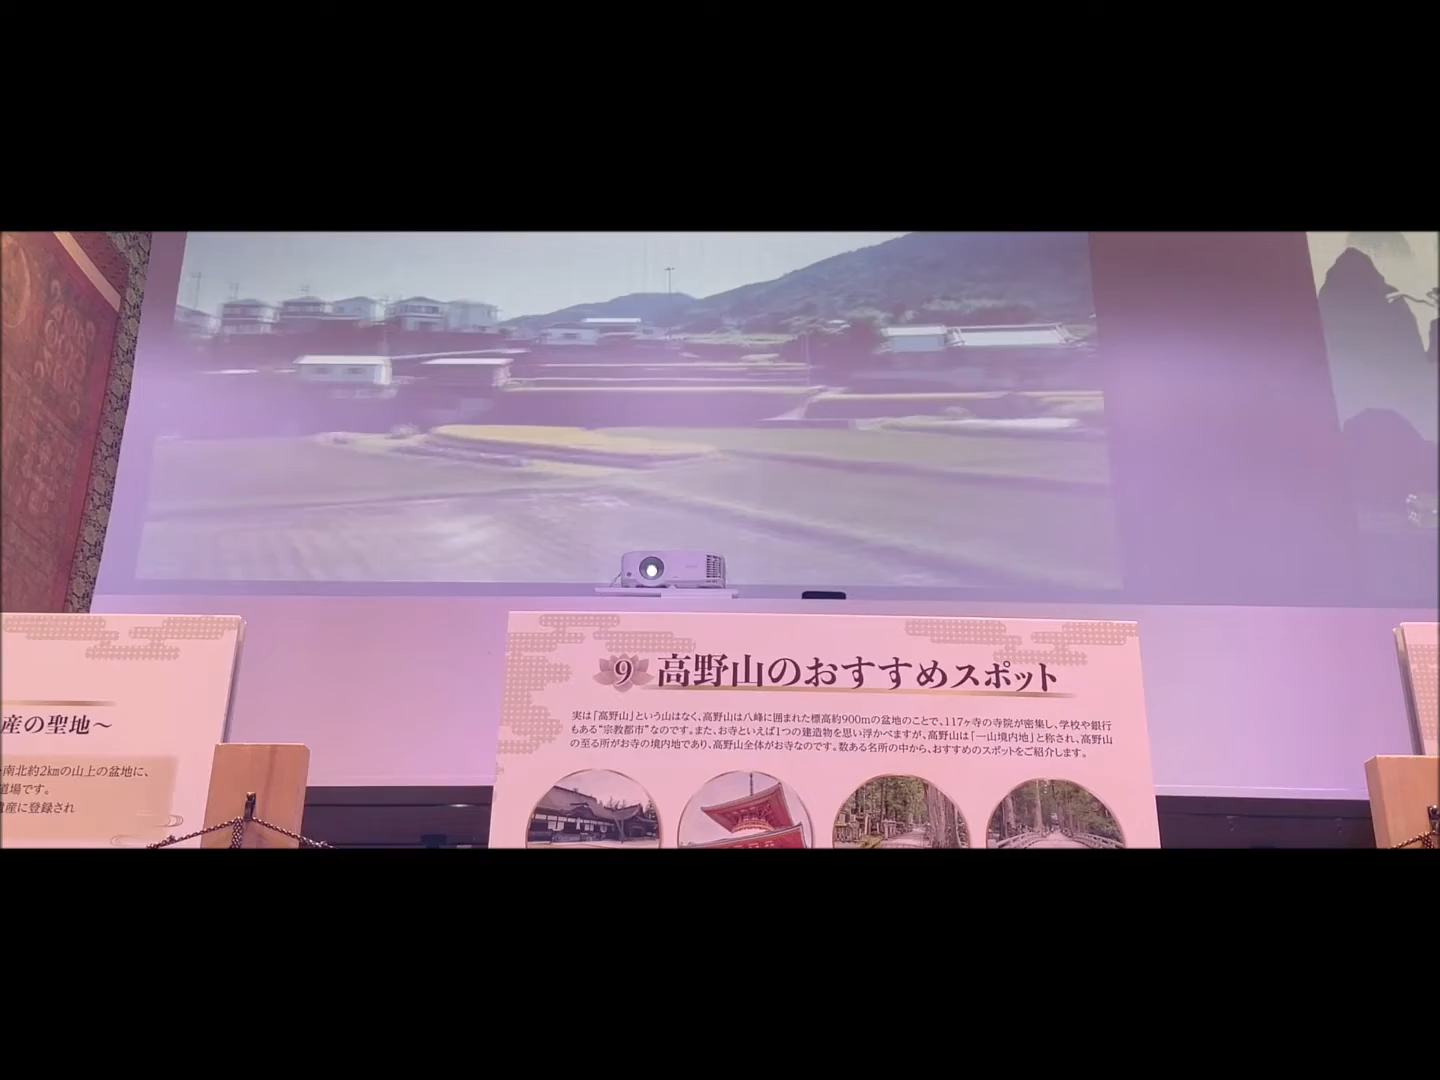 産の聖地～
南北約2kmの山上の盆地に、
道場です。
遺産に登録され
9 高野山のおすすめスポット
実は「高野山」という山はなく、高野山は八峰に囲まれた標高約900mの盆地のことで、117ヶ寺の寺院が密集し、学校や銀行
もある“宗教都市”なのです。また、お寺といえば1つの建造物を思い浮かべますが、高野山は「一山境内地」と称され、高野山
の至る所がお寺の境内地であり、高野山全体がお寺なのです。数ある名所の中から、おすすめのスポットをご紹介します。